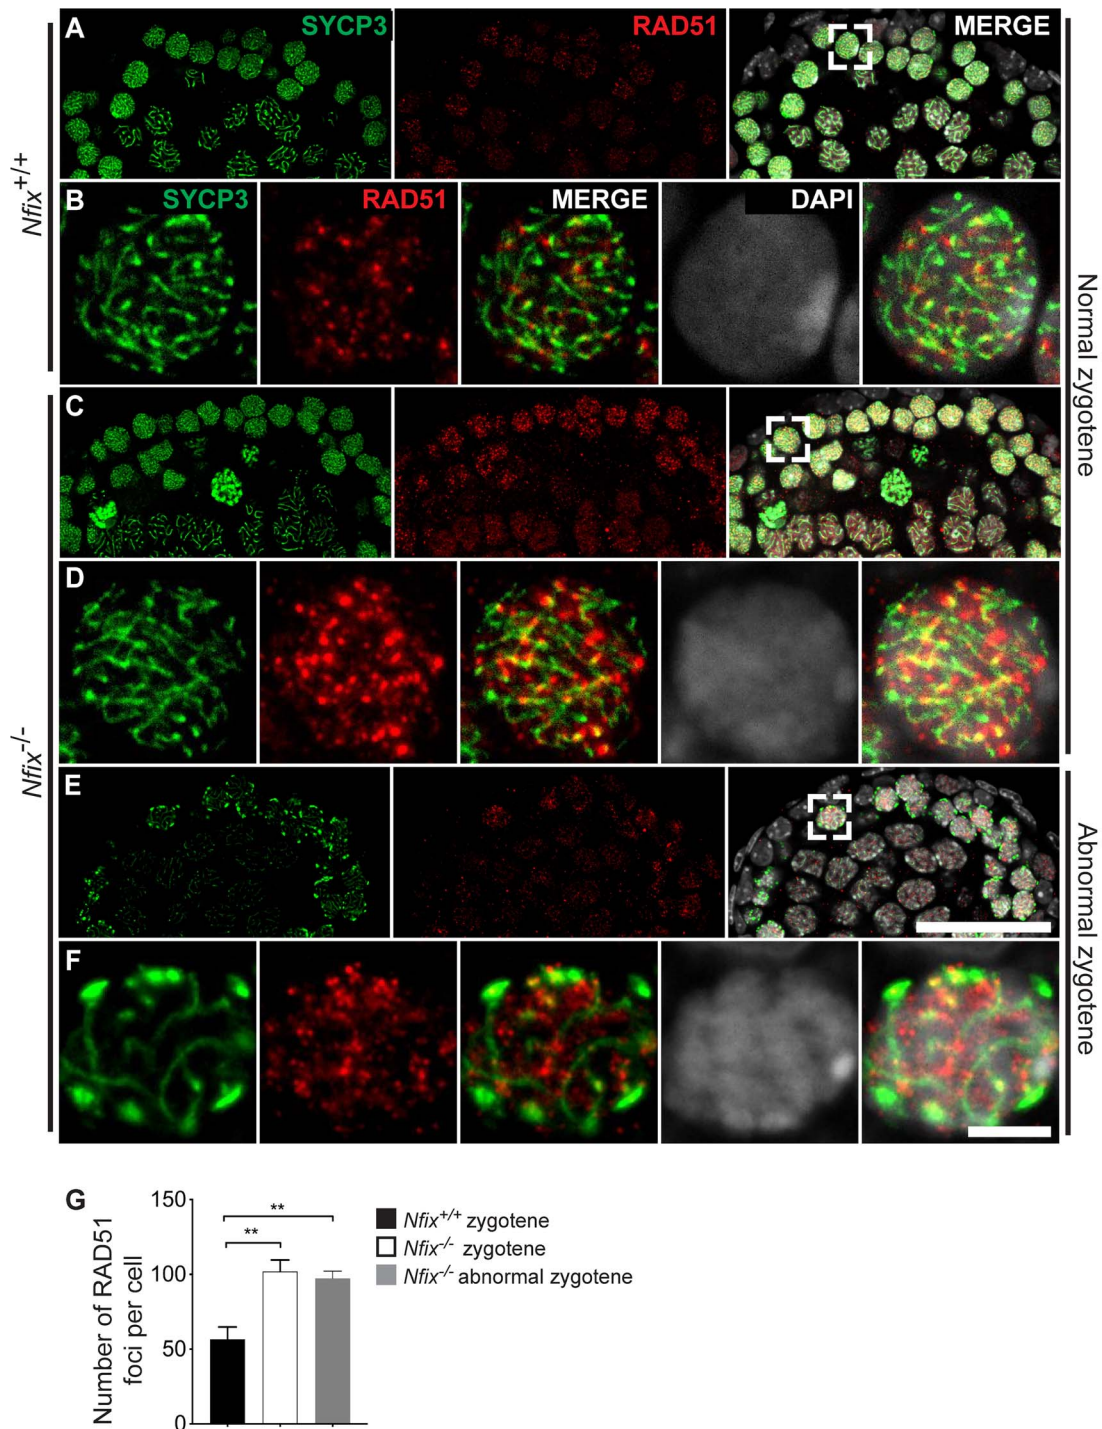 A SYCP3 RAD51 MERGE
B SYCP3 RAD51 MERGE DAPI
C
D
E
F
Nfix+/+
Nfix-/-
Normal zygotene
Abnormal zygotene
G
Number of RAD51
foci per cell
150
100
50
0
**
**
Nfix+/+ zygotene
Nfix-/- zygotene
Nfix-/- abnormal zygotene